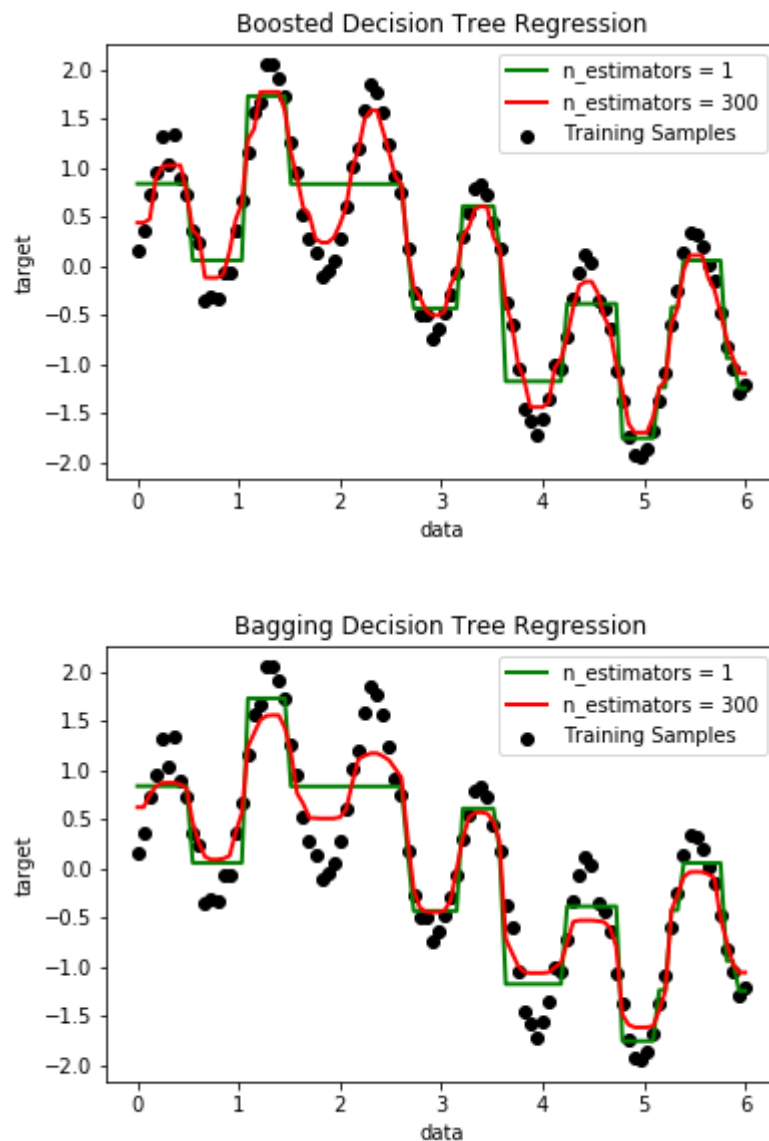 Boosted Decision Tree Regression
n_estimators = 1
n_estimators = 300
Training Samples
2.0
1.5
1.0
0.5
0.0
−0.5
−1.0
−1.5
−2.0
target
0 1 2 3 4 5 6
data
Bagging Decision Tree Regression
n_estimators = 1
n_estimators = 300
Training Samples
2.0
1.5
1.0
0.5
0.0
−0.5
−1.0
−1.5
−2.0
target
0 1 2 3 4 5 6
data